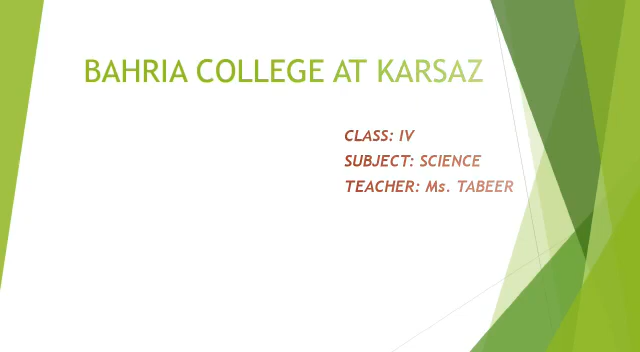 BAHRIA COLLEGE AT KARSAZ
CLASS: IV
SUBJECT: SCIENCE
TEACHER: Ms. TABEER